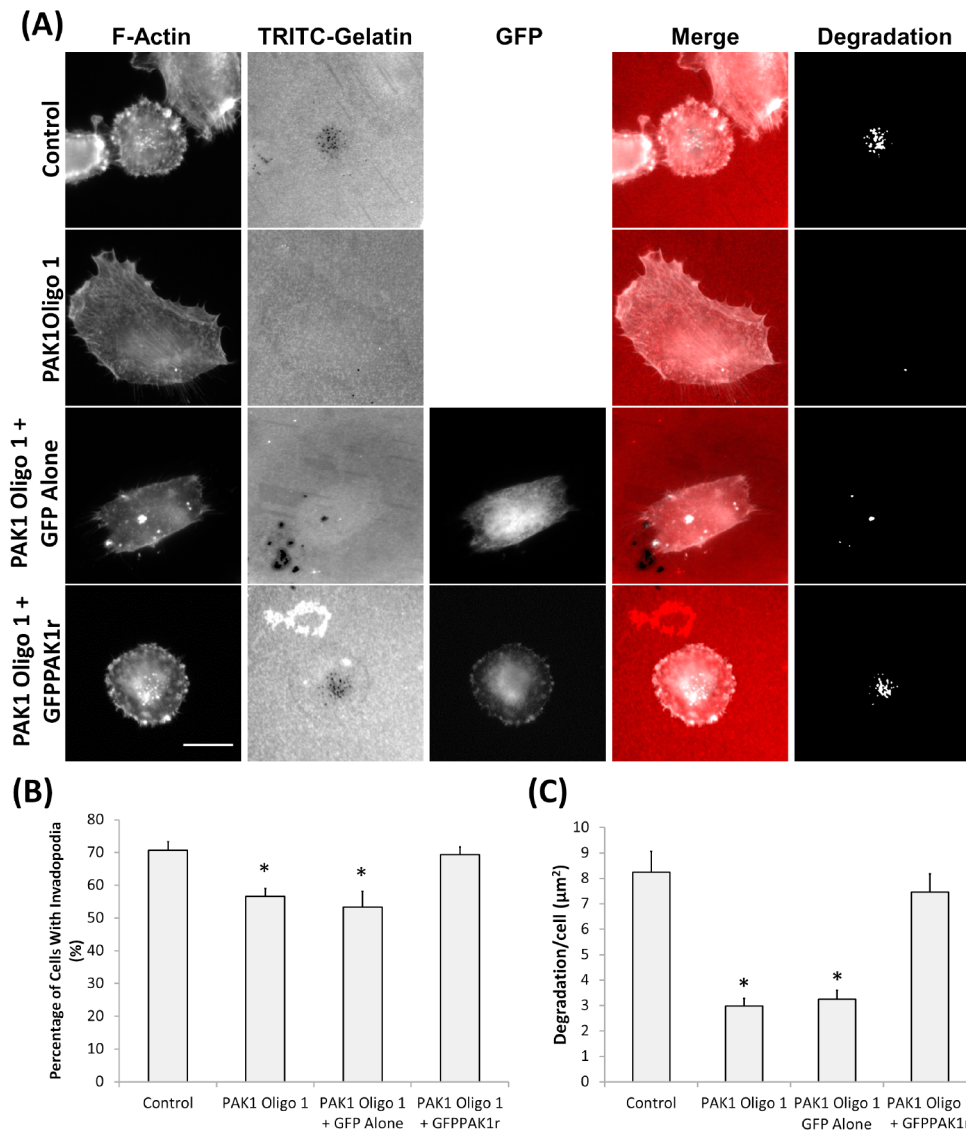 (A)
F-Actin TRITC-Gelatin GFP Merge Degradation
Control
PAK1Oligo 1
PAK1 Oligo 1 +
GFP Alone
PAK1 Oligo 1 +
GFPPAK1r
(B)
Percentage of Cells With Invadopodia
(%)
80
70
60
50
40
30
20
10
0
*
*
Control PAK1 Oligo 1 PAK1 Oligo 1 PAK1 Oligo 1
+ GFP Alone + GFPPAK1r
(C)
Degradation/cell (µm²)
10
9
8
7
6
5
4
3
2
1
0
*
*
Control PAK1 Oligo 1 PAK1 Oligo 1 PAK1 Oligo
GFP Alone + GFPPAK1r